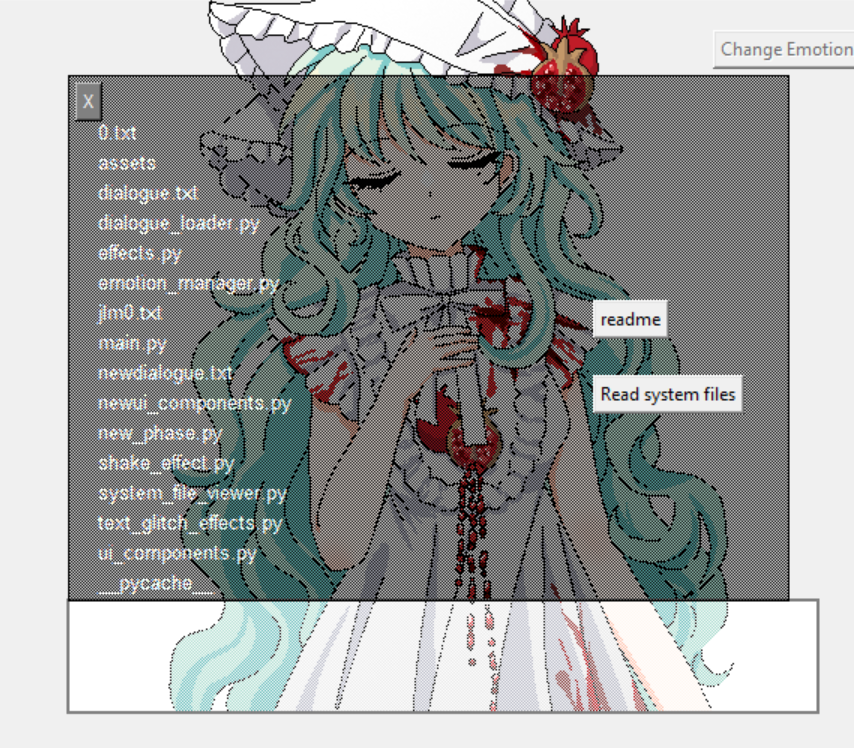 Change Emotion
X
0.txt
assets
dialogue.txt
dialogue_loader.py
effects.py
emotion_manager.py
jlm0.txt
readme
main.py
newdialogue.txt
Read system files
newui_components.py
new_phase.py
shake_effect.py
system_file_viewer.py
text_glitch_effects.py
ui_components.py
__pycache__